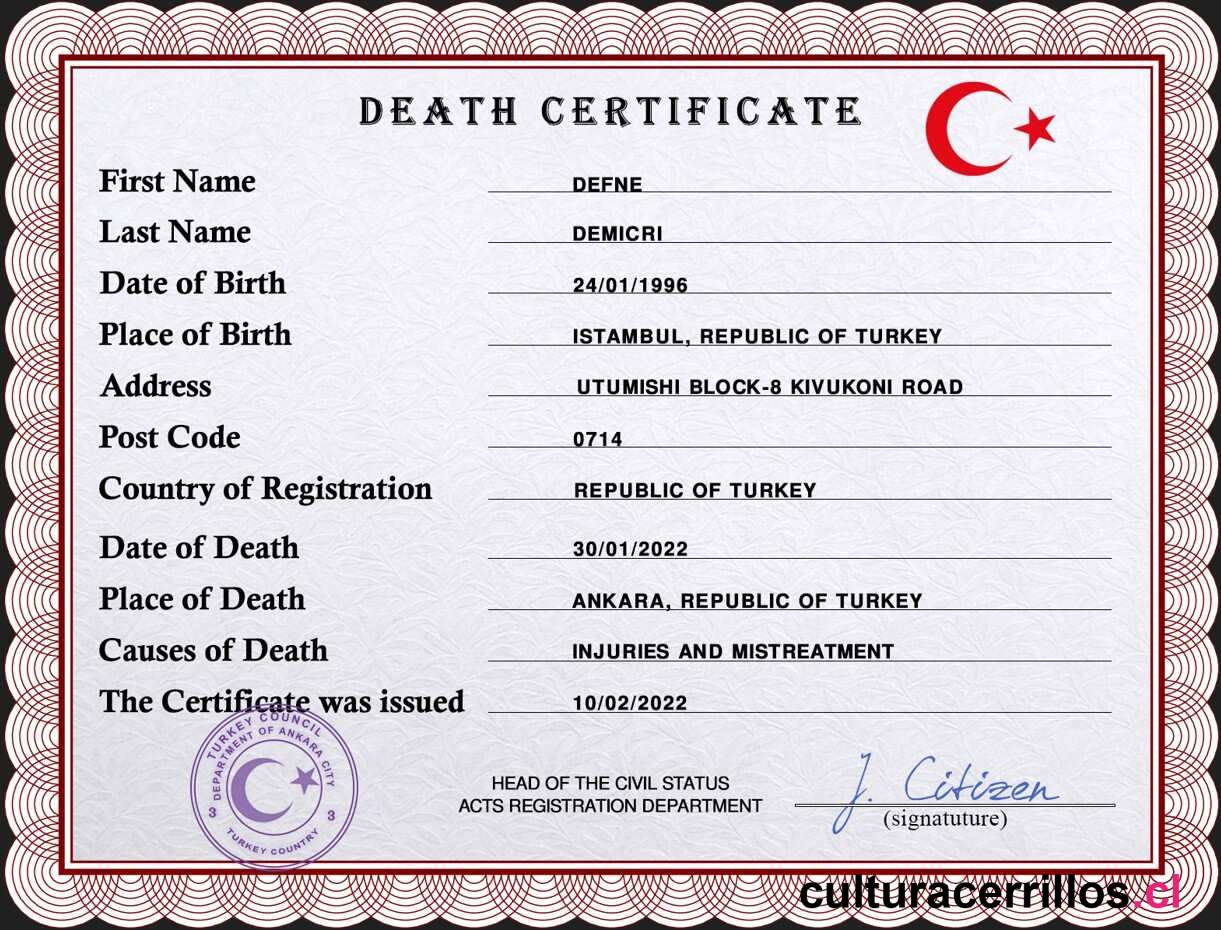 DEATH CERTIFICATE
First Name DEFNE
Last Name DEMICRI
Date of Birth 24/01/1996
Place of Birth ISTAMBUL, REPUBLIC OF TURKEY
Address UTUMISHI BLOCK-8 KIVUKONI ROAD
Post Code 0714
Country of Registration REPUBLIC OF TURKEY
Date of Death 30/01/2022
Place of Death ANKARA, REPUBLIC OF TURKEY
Causes of Death INJURIES AND MISTREATMENT
The Certificate was issued 10/02/2022
TURKEY COUNCIL
DEPARTMENT OF ANKARA CITY
3 3
TURKEY COUNTRY
HEAD OF THE CIVIL STATUS
ACTS REGISTRATION DEPARTMENT
J. Citizen
(signatuture)
culturacerrillos.cl